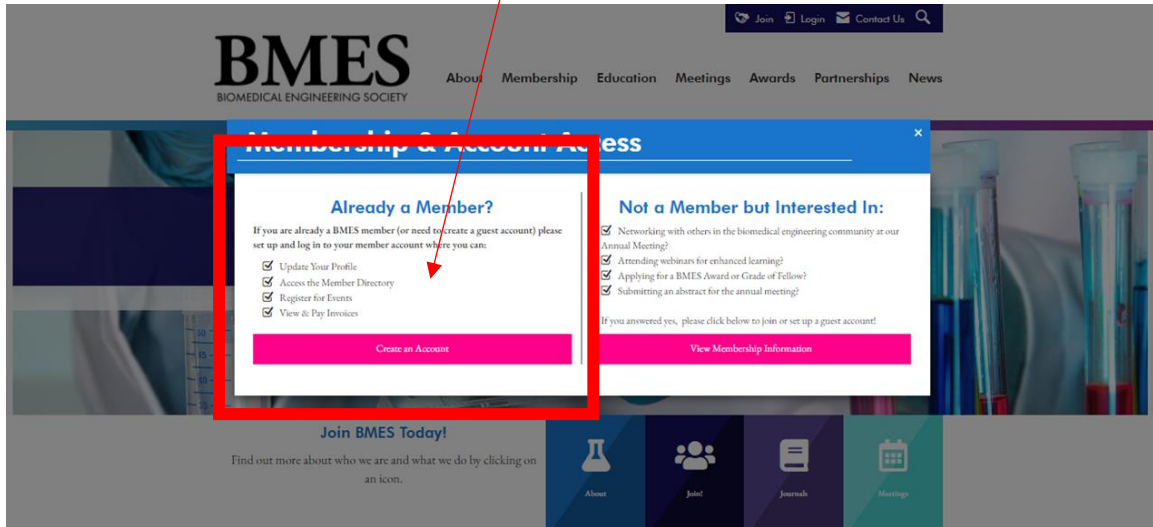 Join Login Contact Us
BMES
BIOMEDICAL ENGINEERING SOCIETY
About Membership Education Meetings Awards Partnerships News
Membership & Account Access
×
Already a Member?
If you are already a BMES member (or need to create a guest account) please
set up and log in to your member account where you can:
Update Your Profile
Access the Member Directory
Register for Events
View & Pay Invoices
Create an Account
Not a Member but Interested In:
Networking with others in the biomedical engineering community at our
Annual Meeting?
Attending webinars for enhanced learning?
Applying for a BMES Award or Grade of Fellow?
Submitting an abstract for the annual meeting?
If you answered yes, please click below to join or set up a guest account!
View Membership Information
Join BMES Today!
Find out more about who we are and what we do by clicking on
an icon.
About Join! Journals Meetings